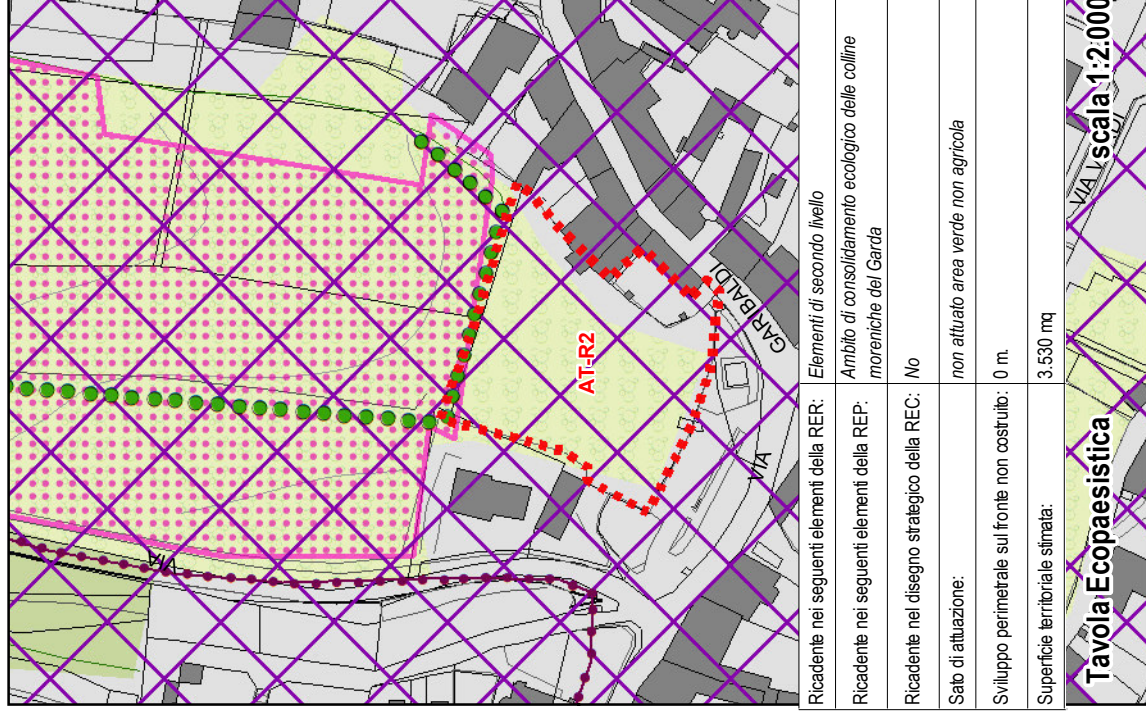 VIA
AT-R2
GARIBALDI
VIA
Ricadente nei seguenti elementi della RER: Elementi di secondo livello
Ricadente nei seguenti elementi della REP: Ambito di consolidamento ecologico delle colline
moreniche del Garda
Ricadente nel disegno strategico della REC: No
Sato di attuazione: non attuato area verde non agricola
Sviluppo perimetrale sul fronte non costruito: 0 m.
Superficie territoriale stimata: 3.530 mq
Tavola Ecopaesistica
scala 1:2.000
VIA